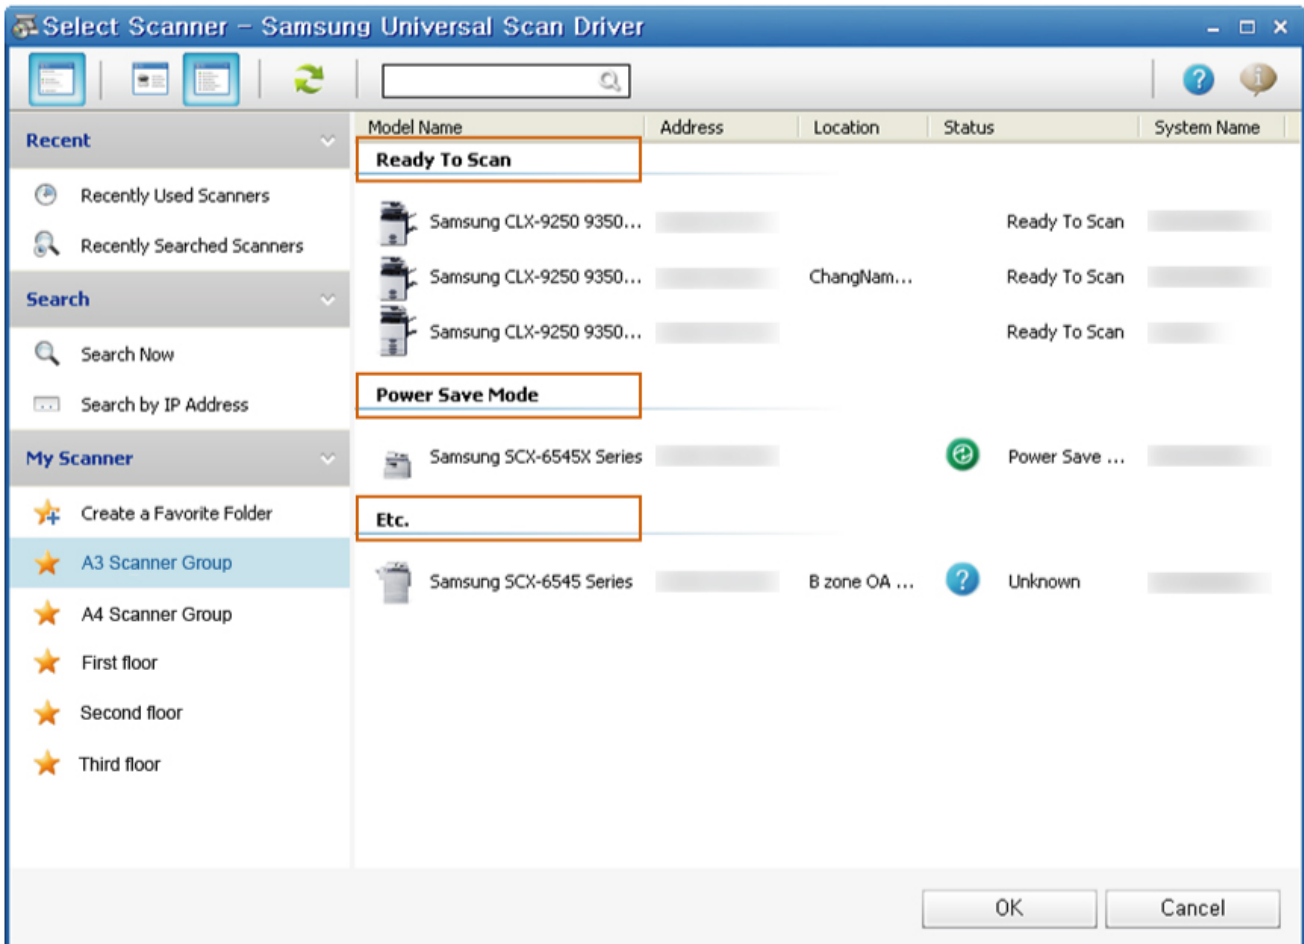 Select Scanner - Samsung Universal Scan Driver
Recent
Recently Used Scanners
Recently Searched Scanners
Search
Search Now
Search by IP Address
My Scanner
Create a Favorite Folder
A3 Scanner Group
A4 Scanner Group
First floor
Second floor
Third floor
Model Name Address Location Status System Name
Ready To Scan
Samsung CLX-9250 9350... Ready To Scan
Samsung CLX-9250 9350... ChangNam... Ready To Scan
Samsung CLX-9250 9350... Ready To Scan
Power Save Mode
Samsung SCX-6545X Series Power Save ...
Etc.
Samsung SCX-6545 Series B zone OA ... Unknown
OK Cancel